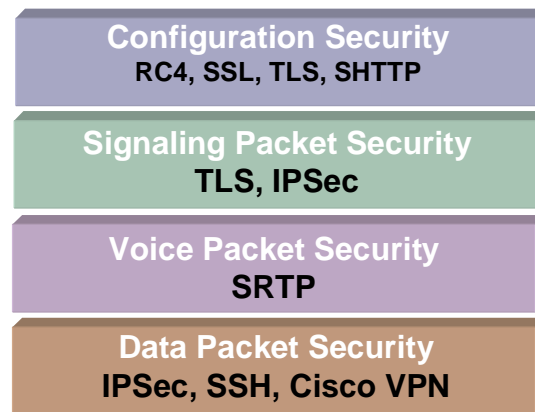 Configuration Security
RC4, SSL, TLS, SHTTP
Signaling Packet Security
TLS, IPSec
Voice Packet Security
SRTP
Data Packet Security
IPSec, SSH, Cisco VPN